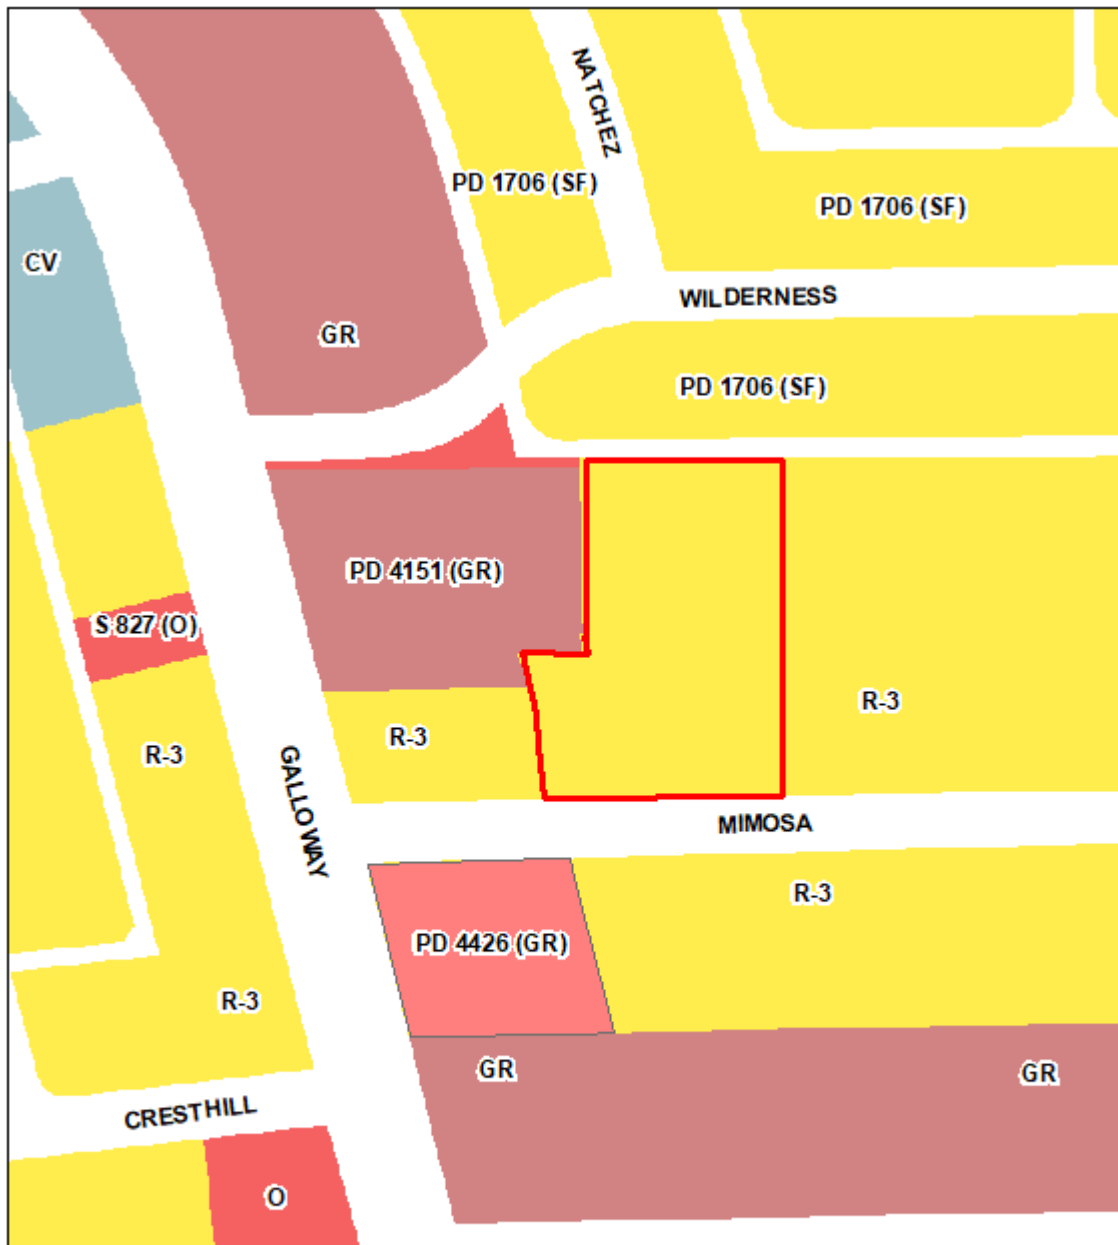 NATCHEZ
PD 1706 (SF)
PD 1706 (SF)
CV
WILDERNESS
GR
PD 1706 (SF)
PD 4151 (GR)
S 827 (O)
R-3
R-3
R-3
GALLOWAY
MIMOSA
R-3
PD 4426 (GR)
R-3
GR
GR
CRESTHILL
O